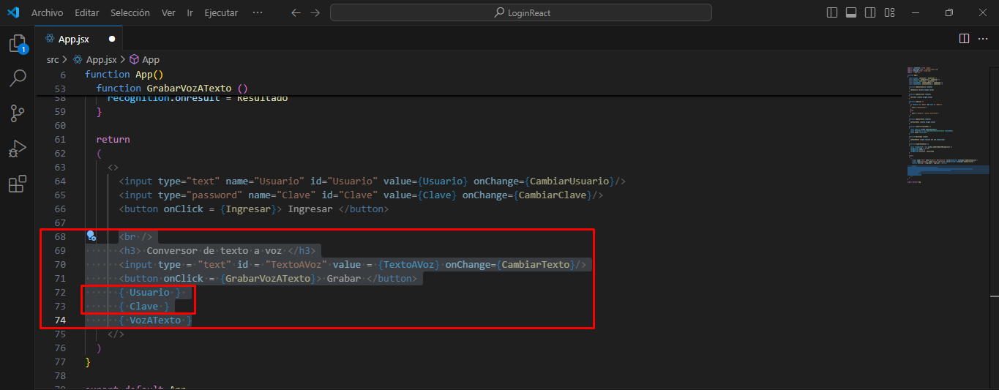 Archivo Editar Selección Ver Ir Ejecutar ··· LoginReact
1
App.jsx
src > App.jsx > App
6 function App()
53 function GrabarVozATexto ()
58 recognition.onresult = Resultado
59 }
60
61 return
62 (
63 <>
64 <input type="text" name="Usuario" id="Usuario" value={Usuario} onChange={CambiarUsuario}/>
65 <input type="password" name="Clave" id="Clave" value={Clave} onChange={CambiarClave}/>
66 <button onClick = {Ingresar}> Ingresar </button>
67
68 <br />
69 <h3> Conversor de texto a voz </h3>
70 <input type = "text" id = "TextoAVoz" value = {TextoAVoz} onChange={CambiarTexto}/>
71 <button onClick = {GrabarVozATexto}> Grabar </button>
72 { Usuario }
73 { Clave }
74 { VozATexto }
75 </>
76 )
77 }
78
79 export default App